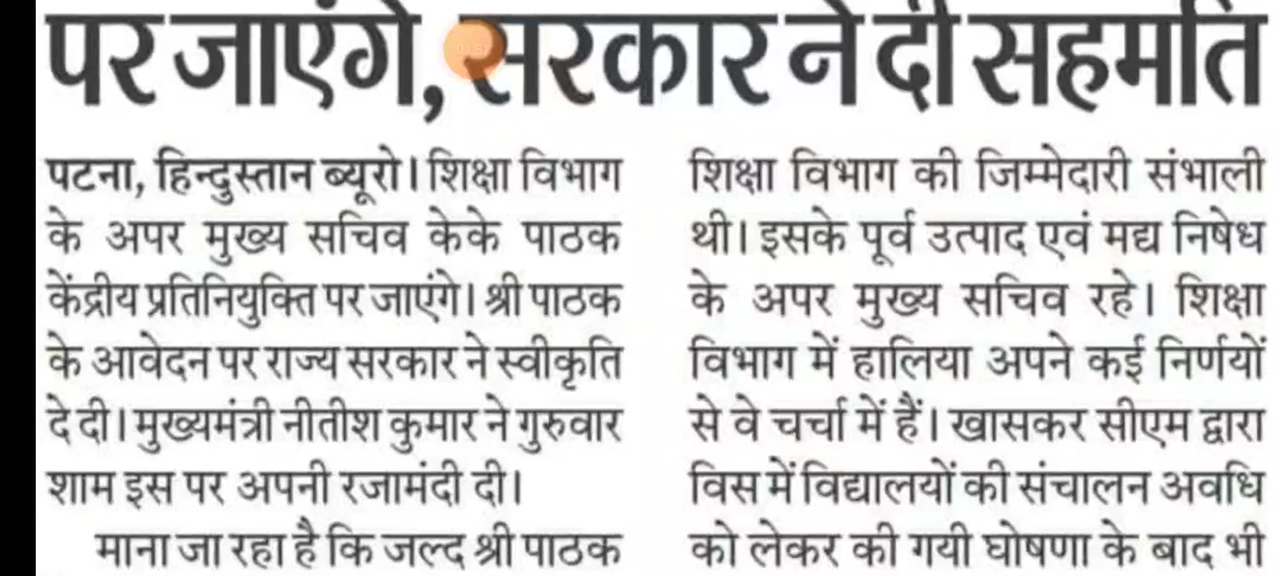 पर जाएंगे, सरकार ने दी सहमति
पटना, हिन्दुस्तान ब्यूरो। शिक्षा विभाग
के अपर मुख्य सचिव केके पाठक
केंद्रीय प्रतिनियुक्ति पर जाएंगे। श्री पाठक
के आवेदन पर राज्य सरकार ने स्वीकृति
दे दी। मुख्यमंत्री नीतीश कुमार ने गुरुवार
शाम इस पर अपनी रजामंदी दी।
माना जा रहा है कि जल्द श्री पाठक
शिक्षा विभाग की जिम्मेदारी संभाली
थी। इसके पूर्व उत्पाद एवं मद्य निषेध
के अपर मुख्य सचिव रहे। शिक्षा
विभाग में हालिया अपने कई निर्णयों
से वे चर्चा में हैं। खासकर सीएम द्वारा
विस में विद्यालयों की संचालन अवधि
को लेकर की गयी घोषणा के बाद भी